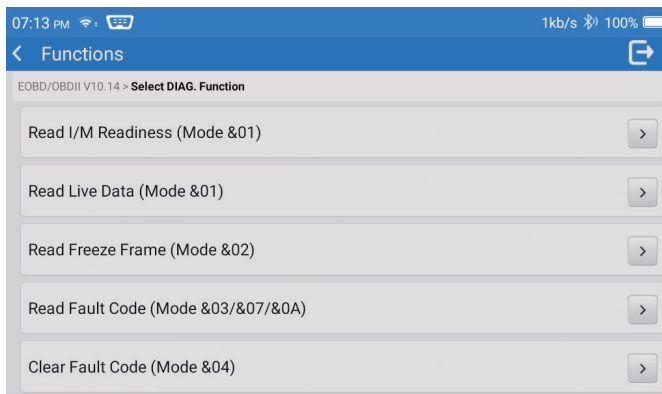 07:13 PM 1kb/s 100%
Functions
EOBD/OBDII V10.14 > Select DIAG. Function
Read I/M Readiness (Mode &01)
Read Live Data (Mode &01)
Read Freeze Frame (Mode &02)
Read Fault Code (Mode &03/&07/&0A)
Clear Fault Code (Mode &04)